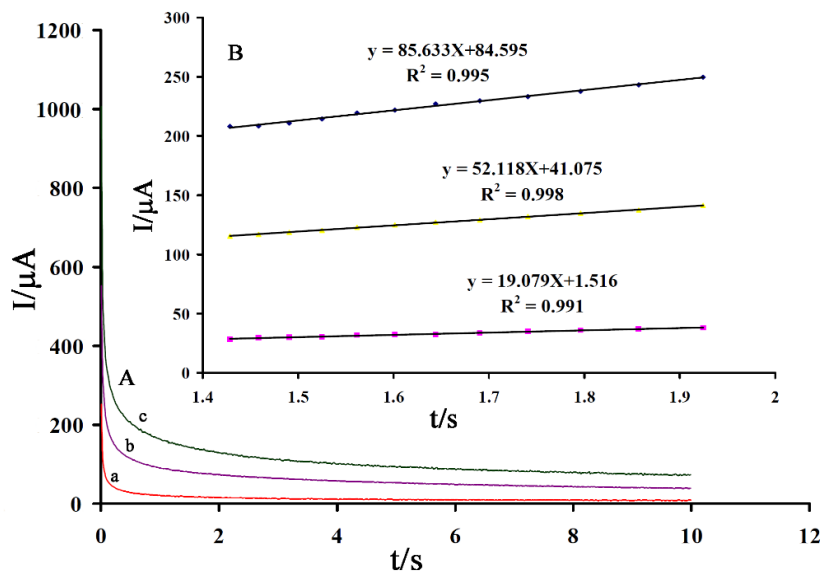 1200
1000
800
600
400
200
0
I/μA
A
c
b
a
0
2
4
6
8
10
12
t/s
B
300
250
200
150
100
50
0
I/μA
y = 85.633X+84.595
R² = 0.995
y = 52.118X+41.075
R² = 0.998
y = 19.079X+1.516
R² = 0.991
1.4
1.5
1.6
1.7
1.8
1.9
2
t/s